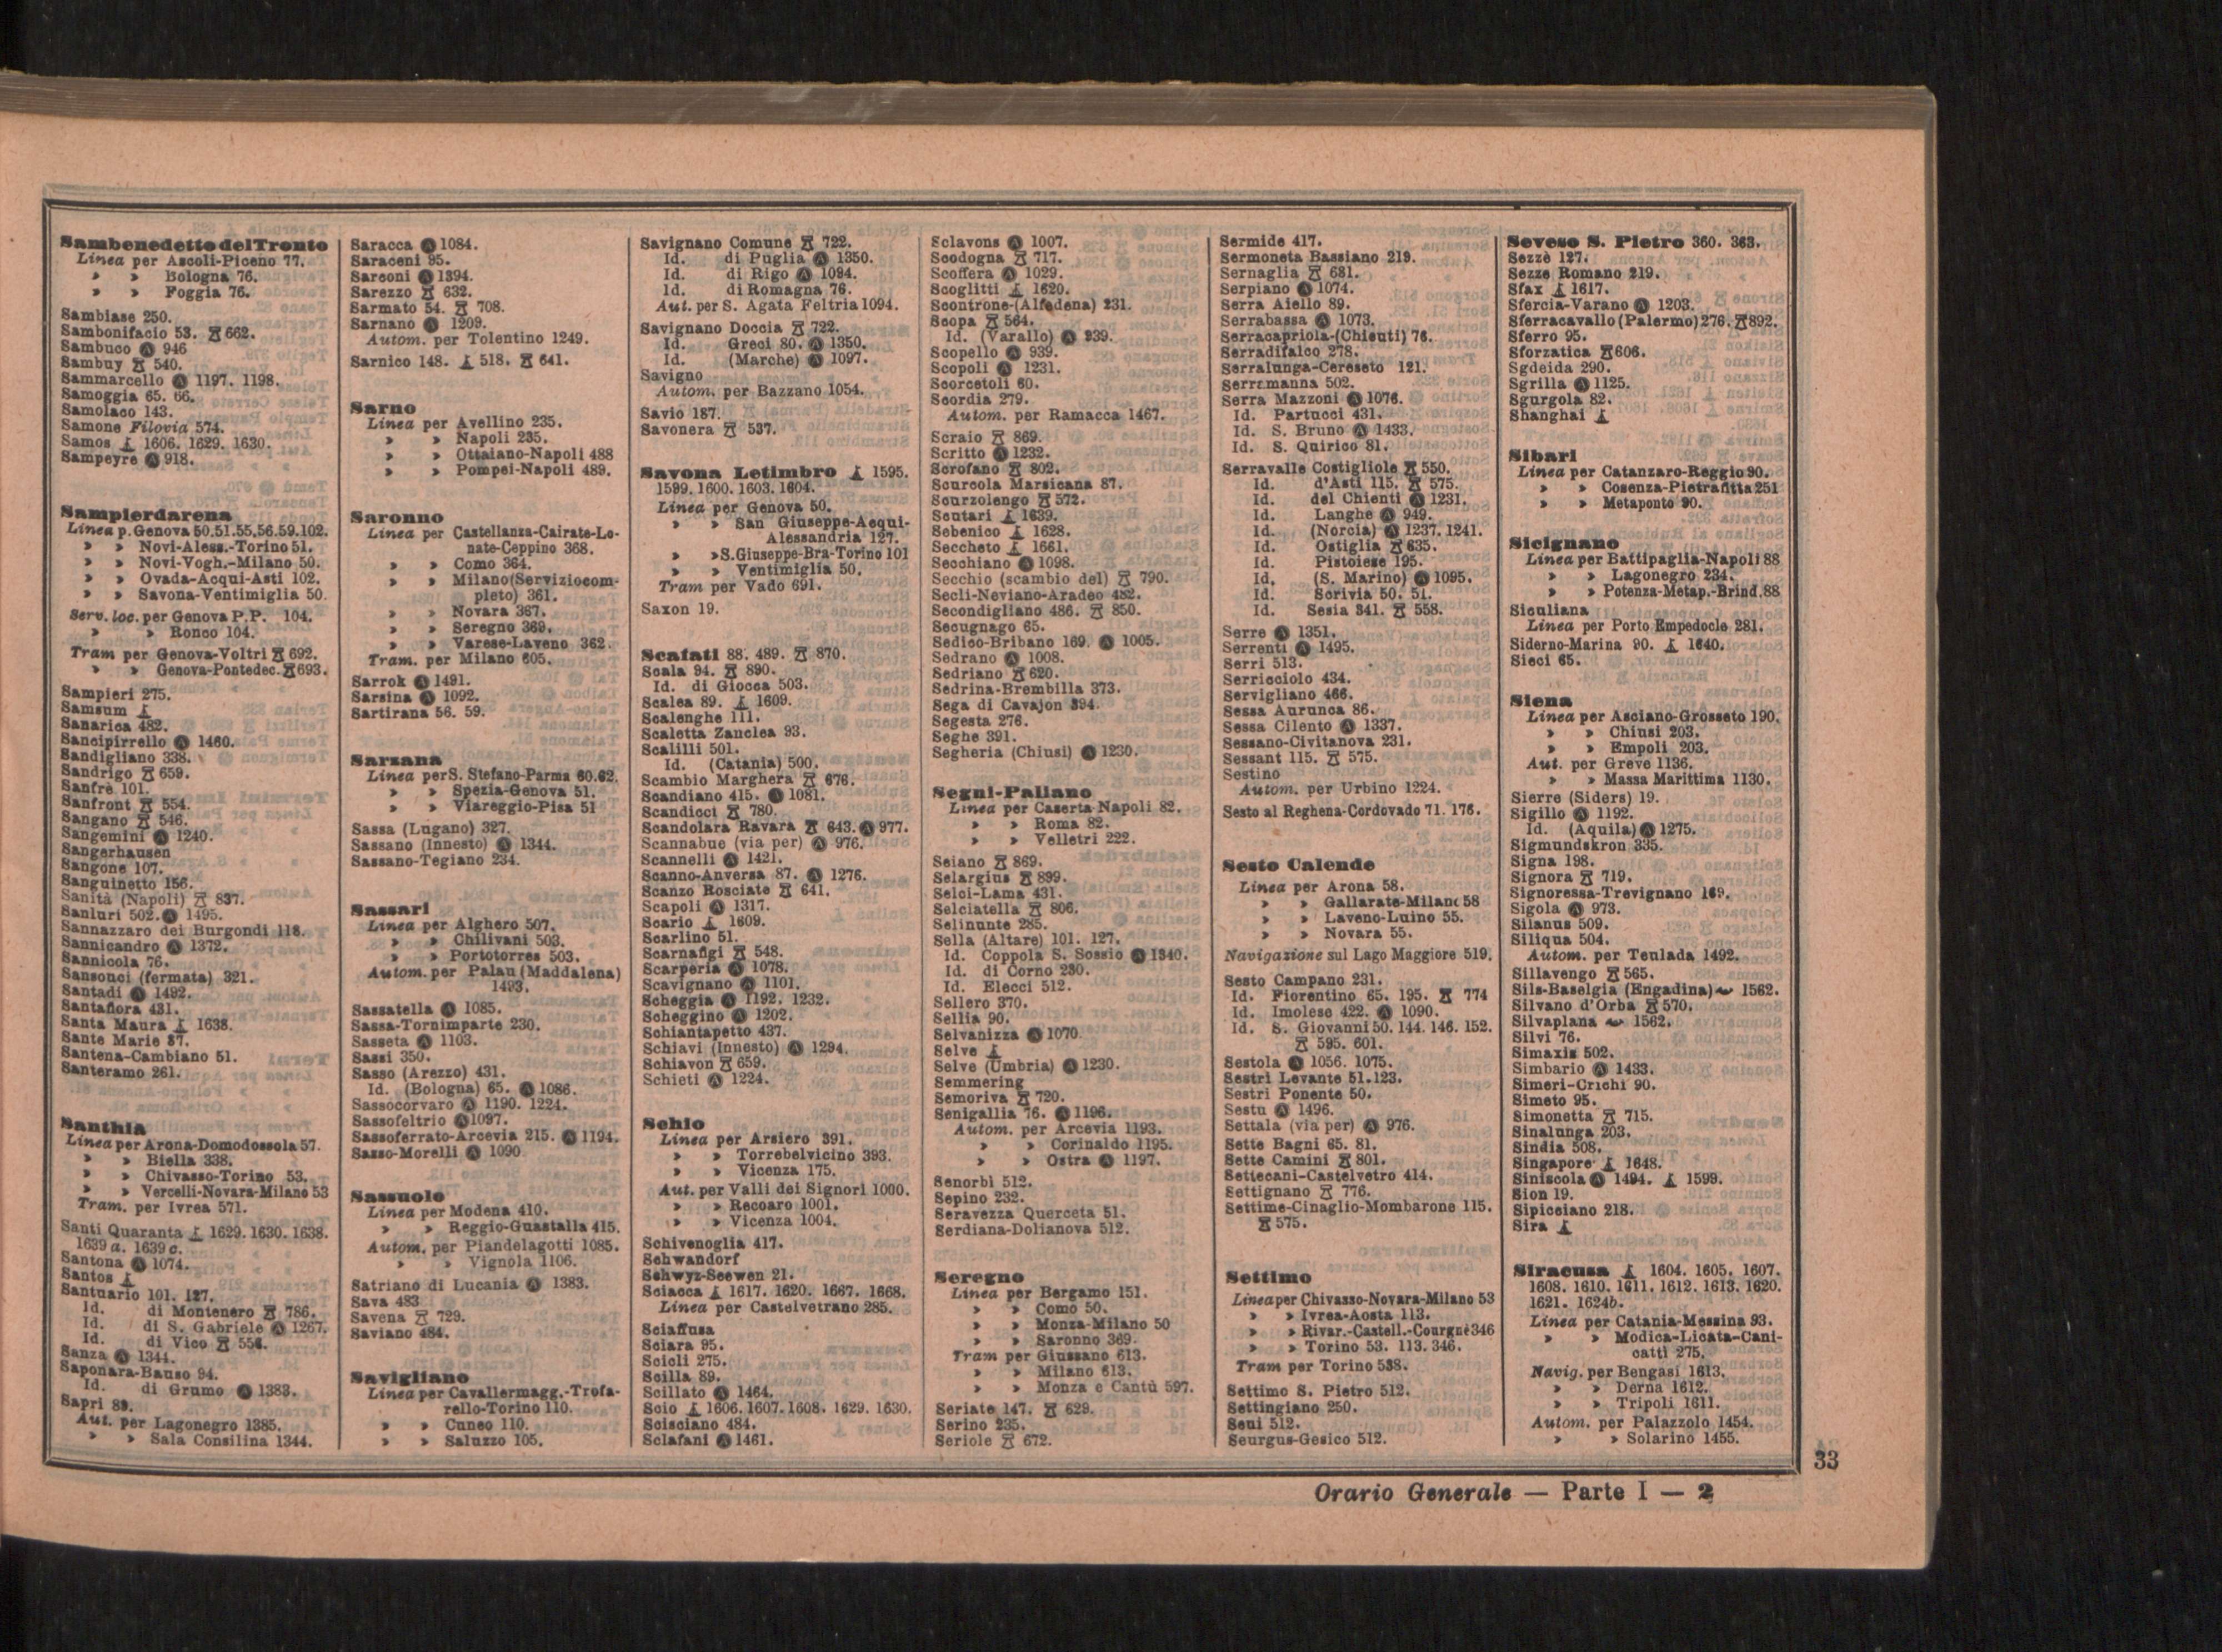 Sambenedetto del Tronto
Linea per Ascoli-Piceno 77.
» » Bologna 76.
» » Foggia 76.
Sambiase 250.
Sambonifacio 53. 662.
Sambuco Ⓐ 946
Sambuy 540.
Sammarcello Ⓐ 1197. 1198.
Samoggia 65. 66.
Samolaco 143.
Samone Filovia 574.
Samos 1606. 1629. 1630.
Sampeyre Ⓐ 918.
Sampierdarena
Linea p. Genova 50.51.55.56.59.102.
» » Novi-Aless.-Torino 51.
» » Novi-Vogh.-Milano 50.
» » Ovada-Acqui-Asti 102.
» » Savona-Ventimiglia 50.
Serv. loc. per Genova P.P. 104.
» » Ronco 104.
Tram per Genova-Voltri 692.
» » Genova-Pontedec. 693.
Sampieri 275.
Samsum
Sanarica 482.
Sancipirrello Ⓐ 1460.
Sandigliano 338.
Sandrigo 659.
Sanfrè 101.
Sanfront 554.
Sangano 546.
Sangemini Ⓐ 1240.
Sangerhausen
Sangone 107.
Sanguinetto 156.
Sanità (Napoli) 837.
Sanluri 502. Ⓐ 1495.
Sannazzaro dei Burgondi 118.
Sannicandro Ⓐ 1372.
Sannicola 76.
Sansonci (fermata) 321.
Santadi Ⓐ 1492.
Santafiora 431.
Santa Maura 1638.
Sante Marie 87.
Santena-Cambiano 51.
Santeramo 261.
Santhià
Linea per Arona-Domodossola 57.
» » Biella 338.
» » Chivasso-Torino 53.
» » Vercelli-Novara-Milano 53
Tram. per Ivrea 571.
Santi Quaranta 1629. 1630. 1638.
1639 a. 1639 c.
Santona Ⓐ 1074.
Santos
Santuario 101. 127.
Id. di Montenero 786.
Id. di S. Gabriele Ⓐ 1267.
Id. di Vico 556.
Sanza Ⓐ 1344.
Saponara-Bauso 94.
Id. di Grumo Ⓐ 1383.
Sapri 89.
Aut. per Lagonegro 1385.
» » Sala Consilina 1344.
Saracca Ⓐ 1084.
Saraceni 95.
Sarconi Ⓐ 1394.
Sarezzo 632.
Sarmato 54. 708.
Sarnano Ⓐ 1209.
Autom. per Tolentino 1249.
Sarnico 148. 518. 641.
Sarno
Linea per Avellino 235.
» » Napoli 235.
» » Ottaiano-Napoli 488
» » Pompei-Napoli 489.
Saronno
Linea per Castellanza-Cairate-Lo-
nate-Ceppino 368.
» » Como 364.
» » Milano (Servizio com-
pleto) 361.
» » Novara 367.
» » Seregno 369.
» » Varese-Laveno 362.
Tram. per Milano 605.
Sarrok Ⓐ 1491.
Sarsina Ⓐ 1092.
Sartirana 56. 59.
Sarzana
Linea per S. Stefano-Parma 60.62.
» » Spezia-Genova 51.
» » Viareggio-Pisa 51
Sassa (Lugano) 327.
Sassano (Innesto) Ⓐ 1344.
Sassano-Tegiano 234.
Sassari
Linea per Alghero 507.
» » Chilivani 503.
» » Portotorres 503.
Autom. per Palau (Maddalena)
1493.
Sassatella Ⓐ 1085.
Sassa-Tornimparte 230.
Sasseta Ⓐ 1103.
Sassi 350.
Sasso (Arezzo) 431.
Id. (Bologna) 65. Ⓐ 1086.
Sassocorvaro Ⓐ 1190. 1224.
Sassofeltrio Ⓐ 1097.
Sassoferrato-Arcevia 215. Ⓐ 1194.
Sasso-Morelli Ⓐ 1090
Sassuolo
Linea per Modena 410.
» » Reggio-Guastalla 415.
Autom. per Piandelagotti 1085.
» » Vignola 1106.
Satriano di Lucania Ⓐ 1383.
Sava 483
Savena 729.
Saviano 484.
Savigliano
Linea per Cavallermagg.-Trofa-
rello-Torino 110.
» » Cuneo 110.
» » Saluzzo 105.
Savignano Comune 722.
Id. di Puglia Ⓐ 1350.
Id. di Rigo Ⓐ 1094.
Id. di Romagna 76.
Aut. per S. Agata Feltria 1094.
Savignano Doccia 722.
Id. Greci 80. Ⓐ 1350.
Id. (Marche) Ⓐ 1097.
Savigno
Autom. per Bazzano 1054.
Savio 187.
Savonera 537.
Savona Letimbro 1595.
1599. 1600. 1603. 1604.
Linea per Genova 50.
» » San Giuseppe-Acqui-
Alessandria 127.
» » S. Giuseppe-Bra-Torino 101
» » Ventimiglia 50.
Tram per Vado 691.
Saxon 19.
Scafati 88. 489. 870.
Scala 94. 890.
Id. di Giocca 503.
Scalea 89. 1609.
Scalenghe 111.
Scaletta Zanclea 93.
Scalilli 501.
Id. (Catania) 500.
Scambio Marghera 676.
Scandiano 415. Ⓐ 1081.
Scandicci 780.
Scandolara Ravara 643. Ⓐ 977.
Scannabue (via per) Ⓐ 976.
Scannelli Ⓐ 1421.
Scanno-Anversa 87. Ⓐ 1276.
Scanzo Rosciate 641.
Scapoli Ⓐ 1317.
Scario 1609.
Scarlino 51.
Scarnafigi 548.
Scarperia Ⓐ 1078.
Scavignano Ⓐ 1101.
Scheggia Ⓐ 1192. 1232.
Scheggino Ⓐ 1202.
Schiantapetto 437.
Schiavi (Innesto) Ⓐ 1294.
Schiavon 659.
Schieti Ⓐ 1224.
Schio
Linea per Arsiero 391.
» » Torrebelvicino 393.
» » Vicenza 175.
Aut. per Valli dei Signori 1000.
» » Recoaro 1001.
» » Vicenza 1004.
Schivenoglia 417.
Schwandorf
Schwyz-Seewen 21.
Sciacca 1617. 1620. 1667. 1668.
Linea per Castelvetrano 285.
Sciaffusa
Sciara 95.
Scicli 275.
Scilla 89.
Scillato Ⓐ 1464.
Scio 1606. 1607. 1608. 1629. 1630.
Scisciano 484.
Sclafani Ⓐ 1461.
Sclavons Ⓐ 1007.
Scodogna 717.
Scoffera Ⓐ 1029.
Scoglitti 1620.
Scontrone-(Alfedena) 231.
Scopa 564.
Id. (Varallo) Ⓐ 939.
Scopello Ⓐ 939.
Scopoli Ⓐ 1231.
Scorcetoli 60.
Scordia 279.
Autom. per Ramacca 1467.
Scraio 869.
Scritto Ⓐ 1232.
Scrofano 802.
Scurcola Marsicana 87.
Scurzolengo 572.
Scutari 1639.
Sebenico 1628.
Seccheto 1661.
Secchiano Ⓐ 1098.
Secchio (scambio del) 790.
Seclì-Neviano-Aradeo 482.
Secondigliano 486. 850.
Secugnago 65.
Sedico-Bribano 169. Ⓐ 1005.
Sedrano Ⓐ 1008.
Sedriano 620.
Sedrina-Brembilla 373.
Sega di Cavajon 394.
Segesta 276.
Seghe 391.
Segheria (Chiusi) Ⓐ 1230.
Segni-Paliano
Linea per Caserta-Napoli 82.
» » Roma 82.
» » Velletri 222.
Seiano 869.
Selargius 899.
Selci-Lama 431.
Selciatella 806.
Selinunte 285.
Sella (Altare) 101. 127.
Id. Coppola S. Sossio Ⓐ 1340.
Id. di Corno 230.
Id. Elecci 512.
Sellero 370.
Sellia 90.
Selvanizza Ⓐ 1070
Selve
Selve (Umbria) Ⓐ 1230.
Semmering
Semoriva 720.
Senigallia 76. Ⓐ 1196.
Autom. per Arcevia 1193.
» » Corinaldo 1195.
» » Ostra Ⓐ 1197.
Senorbì 512.
Sepino 232.
Seravezza Querceta 51.
Serdiana-Dolianova 512.
Seregno
Linea per Bergamo 151.
» » Como 50.
» » Monza-Milano 50
» » Saronno 369.
Tram per Giussano 613.
» » Milano 613.
» » Monza e Cantù 597.
Seriate 147. 629.
Serino 235.
Seriole 672.
Sermide 417.
Sermoneta Bassiano 219.
Sernaglia 681.
Serpiano Ⓐ 1074.
Serra Aiello 89.
Serrabassa Ⓐ 1073.
Serracapriola-(Chieuti) 76.
Serradifalco 278.
Serralunga-Cereseto 121.
Serramanna 502.
Serra Mazzoni Ⓐ 1076.
Id. Partucci 431.
Id. S. Bruno Ⓐ 1433.
Id. S. Quirico 81.
Serravalle Costigliole 550.
Id. d'Asti 115. 575.
Id. del Chienti Ⓐ 1231.
Id. Langhe Ⓐ 949.
Id. (Norcia) Ⓐ 1237. 1241.
Id. Ostiglia 635.
Id. Pistoiese 195.
Id. (S. Marino) Ⓐ 1095.
Id. Scrivia 50. 51.
Id. Sesia 341. 558.
Serre Ⓐ 1351.
Serrenti Ⓐ 1495.
Serri 513.
Serricciolo 434.
Servigliano 466.
Sessa Aurunca 86.
Sessa Cilento Ⓐ 1337.
Sessano-Civitanova 231.
Sessant 115. 575.
Sestino
Autom. per Urbino 1224.
Sesto al Reghena-Cordovado 71. 176.
Sesto Calende
Linea per Arona 58.
» » Gallarate-Milano 58
» » Laveno-Luino 55.
» » Novara 55.
Navigazione sul Lago Maggiore 519.
Sesto Campano 231.
Id. Fiorentino 65. 195. 774
Id. Imolese 422. Ⓐ 1090.
Id. S. Giovanni 50. 144. 146. 152.
595. 601.
Sestola Ⓐ 1056. 1075.
Sestri Levante 51.123.
Sestri Ponente 50.
Sestu Ⓐ 1496.
Settala (via per) Ⓐ 976.
Sette Bagni 65. 81.
Sette Camini 801.
Settecani-Castelvetro 414.
Settignano 776.
Settime-Cinaglio-Mombarone 115.
575.
Settimo
Linea per Chivasso-Novara-Milano 53
» » Ivrea-Aosta 113.
» » Rivar.-Castell.-Courgnè 346
» » Torino 53. 113. 346.
Tram per Torino 538.
Settimo S. Pietro 512.
Settingiano 250.
Seui 512.
Seurgus-Gesico 512.
Seveso S. Pietro 360. 363.
Sezzè 127.
Sezze Romano 219.
Sfax 1617.
Sfercia-Varano Ⓐ 1203.
Sferracavallo (Palermo) 276. 892.
Sferro 95.
Sforzatica 606.
Sgdeida 290.
Sgrilla Ⓐ 1125.
Sgurgola 82.
Shanghai
Sibari
Linea per Catanzaro-Reggio 90.
» » Cosenza-Pietrafitta 251
» » Metaponto 90.
Sicignano
Linea per Battipaglia-Napoli 88
» » Lagonegro 234.
» » Potenza-Metap.-Brind. 88
Siculiana
Linea per Porto Empedocle 281.
Siderno-Marina 90. 1640.
Sieci 65.
Siena
Linea per Asciano-Grosseto 190.
» » Chiusi 203.
» » Empoli 203.
Aut. per Greve 1136.
» » Massa Marittima 1130.
Sierre (Siders) 19.
Sigillo Ⓐ 1192.
Id. (Aquila) Ⓐ 1275.
Sigmundskron 335.
Signa 198.
Signora 719.
Signoressa-Trevignano 169.
Sigola Ⓐ 973.
Silanus 509.
Siliqua 504.
Autom. per Teulada 1492.
Sillavengo 565.
Sils-Baselgia (Engadina) 1562.
Silvano d'Orba 570.
Silvaplana 1562.
Silvi 76.
Simaxis 502.
Simbario Ⓐ 1433.
Simeri-Crichi 90.
Simeto 95.
Simonetta 715.
Sinalunga 203.
Sindia 508.
Singapore 1648.
Siniscola Ⓐ 1494. 1599.
Sion 19.
Sipiciano 218.
Sira
Siracusa 1604. 1605. 1607.
1608. 1610. 1611. 1612. 1613. 1620.
1621. 1624b.
Linea per Catania-Messina 93.
» » Modica-Licata-Cani-
cattì 275.
Navig. per Bengasi 1613.
» » Derna 1612.
» » Tripoli 1611.
Autom. per Palazzolo 1454.
» » Solarino 1455.
33
Orario Generale — Parte I — 2